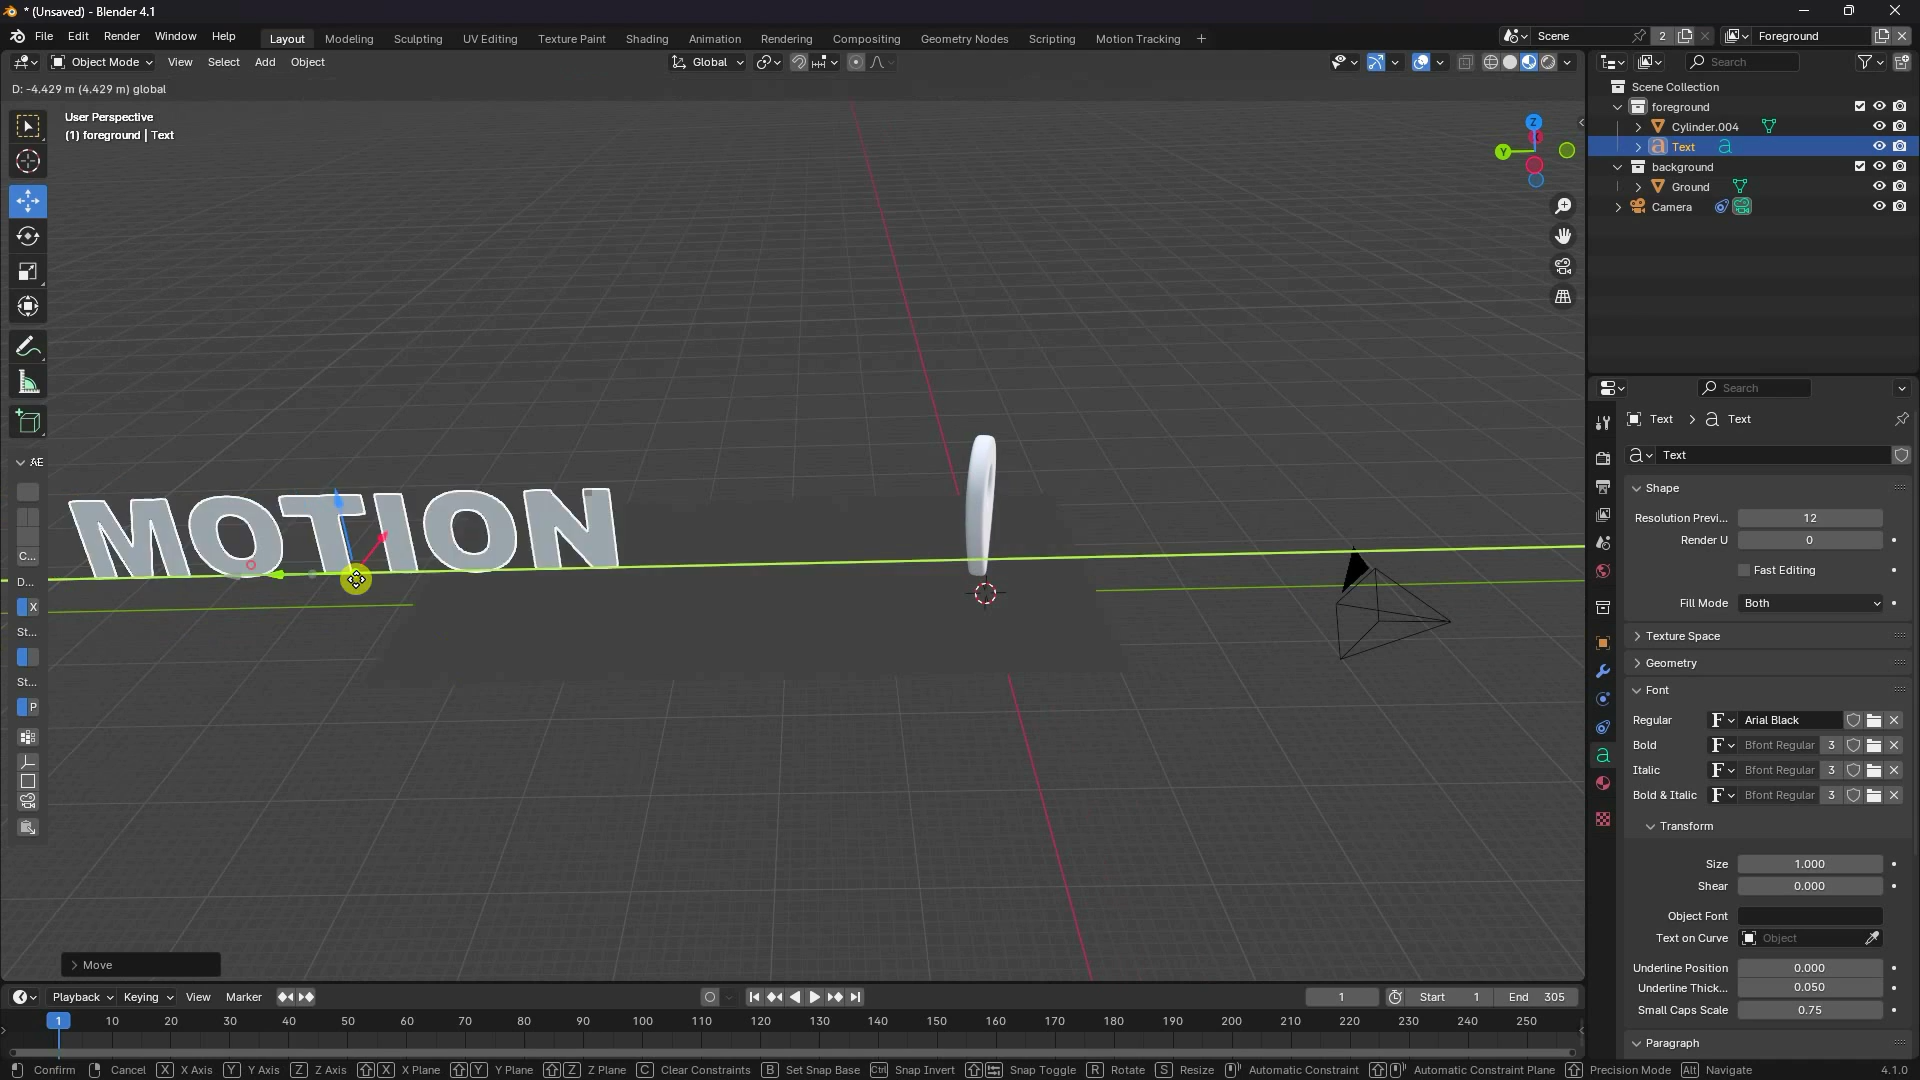 * (Unsaved) - Blender 4.1
File Edit Render Window Help
Layout Modeling Sculpting UV Editing Texture Paint Shading Animation Rendering Compositing Geometry Nodes Scripting Motion Tracking +
Scene 2
Foreground
Object Mode View Select Add Object
Global
D: -4.429 m (4.429 m) global
User Perspective
(1) foreground | Text
Z
Y
AE
C...
D...
X
St...
St...
P
MOTION
Move
Search
Scene Collection
foreground
Cylinder.004
Text
background
Ground
Camera
Search
Text > Text
Text
Shape
Resolution Previ... 12
Render U 0
Fast Editing
Fill Mode Both
Texture Space
Geometry
Font
Regular Arial Black
Bold Bfont Regular 3
Italic Bfont Regular 3
Bold & Italic Bfont Regular 3
Transform
Size 1.000
Shear 0.000
Object Font
Text on Curve Object
Underline Position 0.000
Underline Thick... 0.050
Small Caps Scale 0.75
Paragraph
Playback Keying View Marker
1 Start 1 End 305
1 10 20 30 40 50 60 70 80 90 100 110 120 130 140 150 160 170 180 190 200 210 220 230 240 250
Confirm Cancel X X Axis Y Y Axis Z Z Axis X X Plane Y Y Plane Z Z Plane C Clear Constraints B Set Snap Base Ctrl Snap Invert Snap Toggle R Rotate S Resize Automatic Constraint Automatic Constraint Plane Precision Mode Alt Navigate 4.1.0